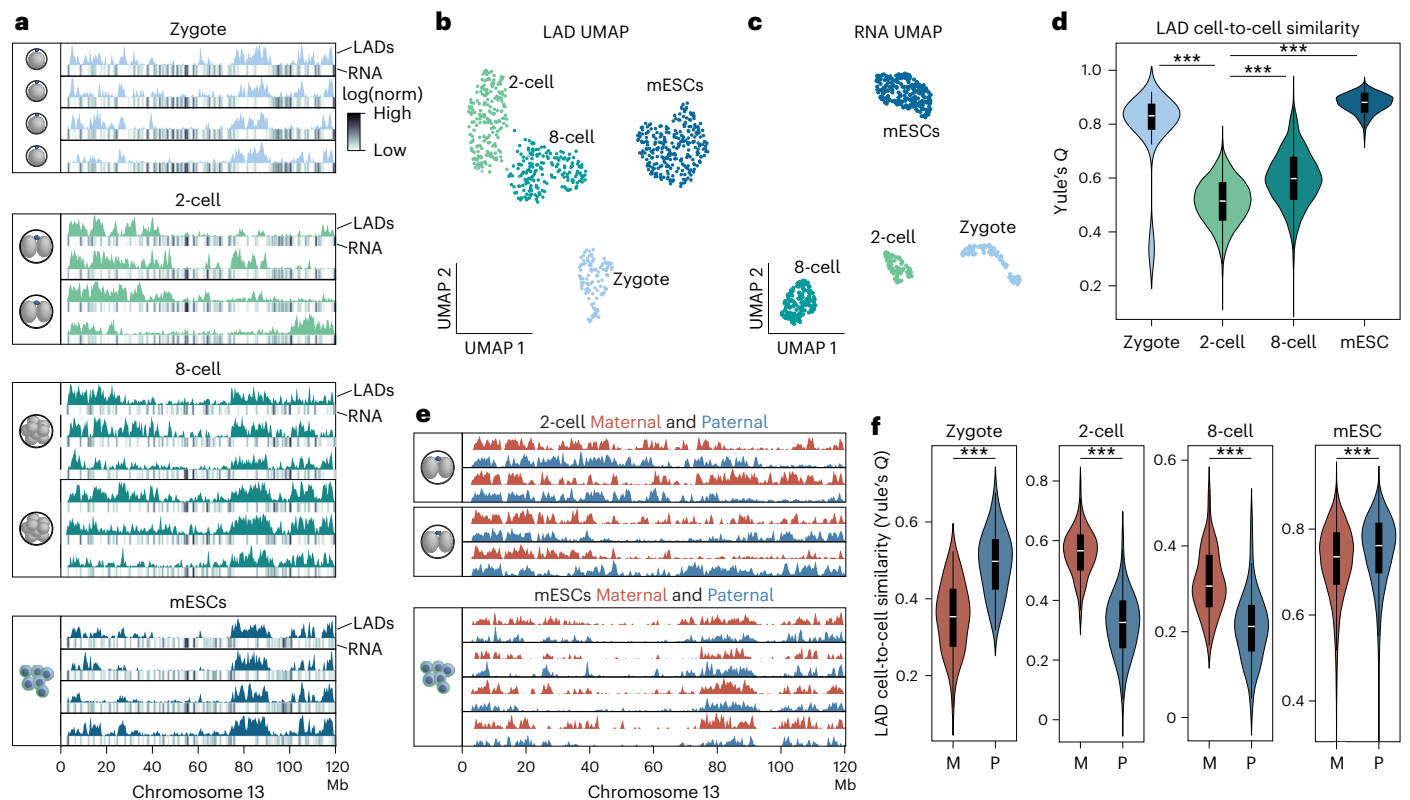 a
Zygote
LADs
RNA
log(norm)
High
Low
2-cell
LADs
RNA
8-cell
LADs
RNA
mESCs
LADs
RNA
0 20 40 60 80 100 120
Mb
Chromosome 13
b
LAD UMAP
2-cell
mESCs
8-cell
Zygote
UMAP 2
UMAP 1
c
RNA UMAP
mESCs
2-cell
Zygote
8-cell
UMAP 2
UMAP 1
d
LAD cell-to-cell similarity
***
***
***
Yule's Q
1.0
0.8
0.6
0.4
0.2
Zygote 2-cell 8-cell mESC
e
2-cell Maternal and Paternal
mESCs Maternal and Paternal
0 20 40 60 80 100 120
Mb
Chromosome 13
f
LAD cell-to-cell similarity (Yule's Q)
Zygote
***
0.6
0.4
0.2
M P
2-cell
***
0.8
0.6
0.4
0.2
0
M P
8-cell
***
0.6
0.4
0.2
0
M P
mESC
***
0.8
0.6
0.4
M P